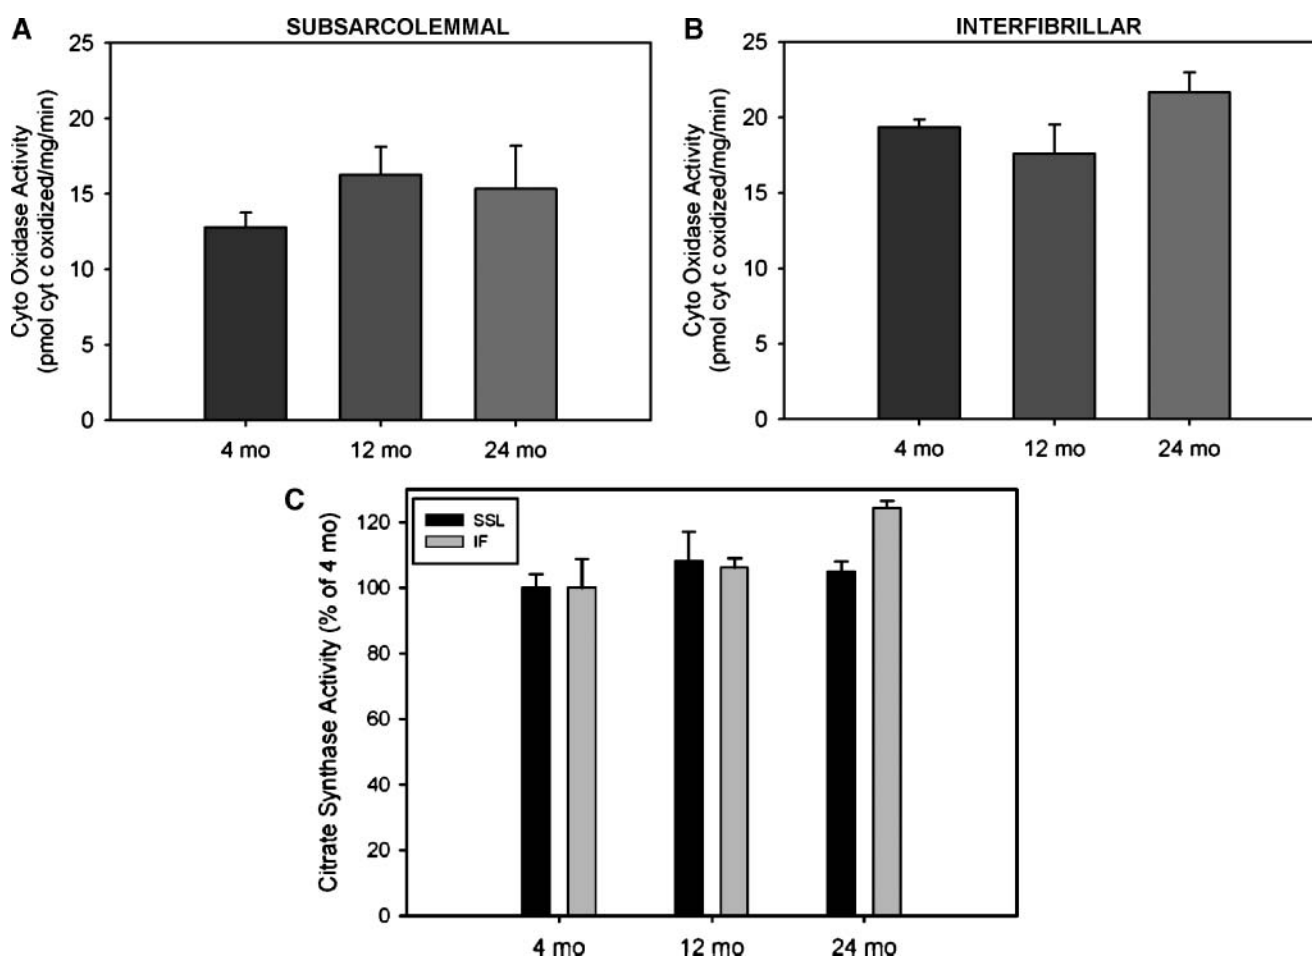 A
SUBSARCOLEMMAL
Cyto Oxidase Activity
(pmol cyt c oxidized/mg/min)
25
20
15
10
5
0
4 mo
12 mo
24 mo
B
INTERFIBRILLAR
Cyto Oxidase Activity
(pmol cyt c oxidized/mg/min)
25
20
15
10
5
0
4 mo
12 mo
24 mo
C
Citrate Synthase Activity (% of 4 mo)
SSL
IF
120
100
80
60
40
20
0
4 mo
12 mo
24 mo